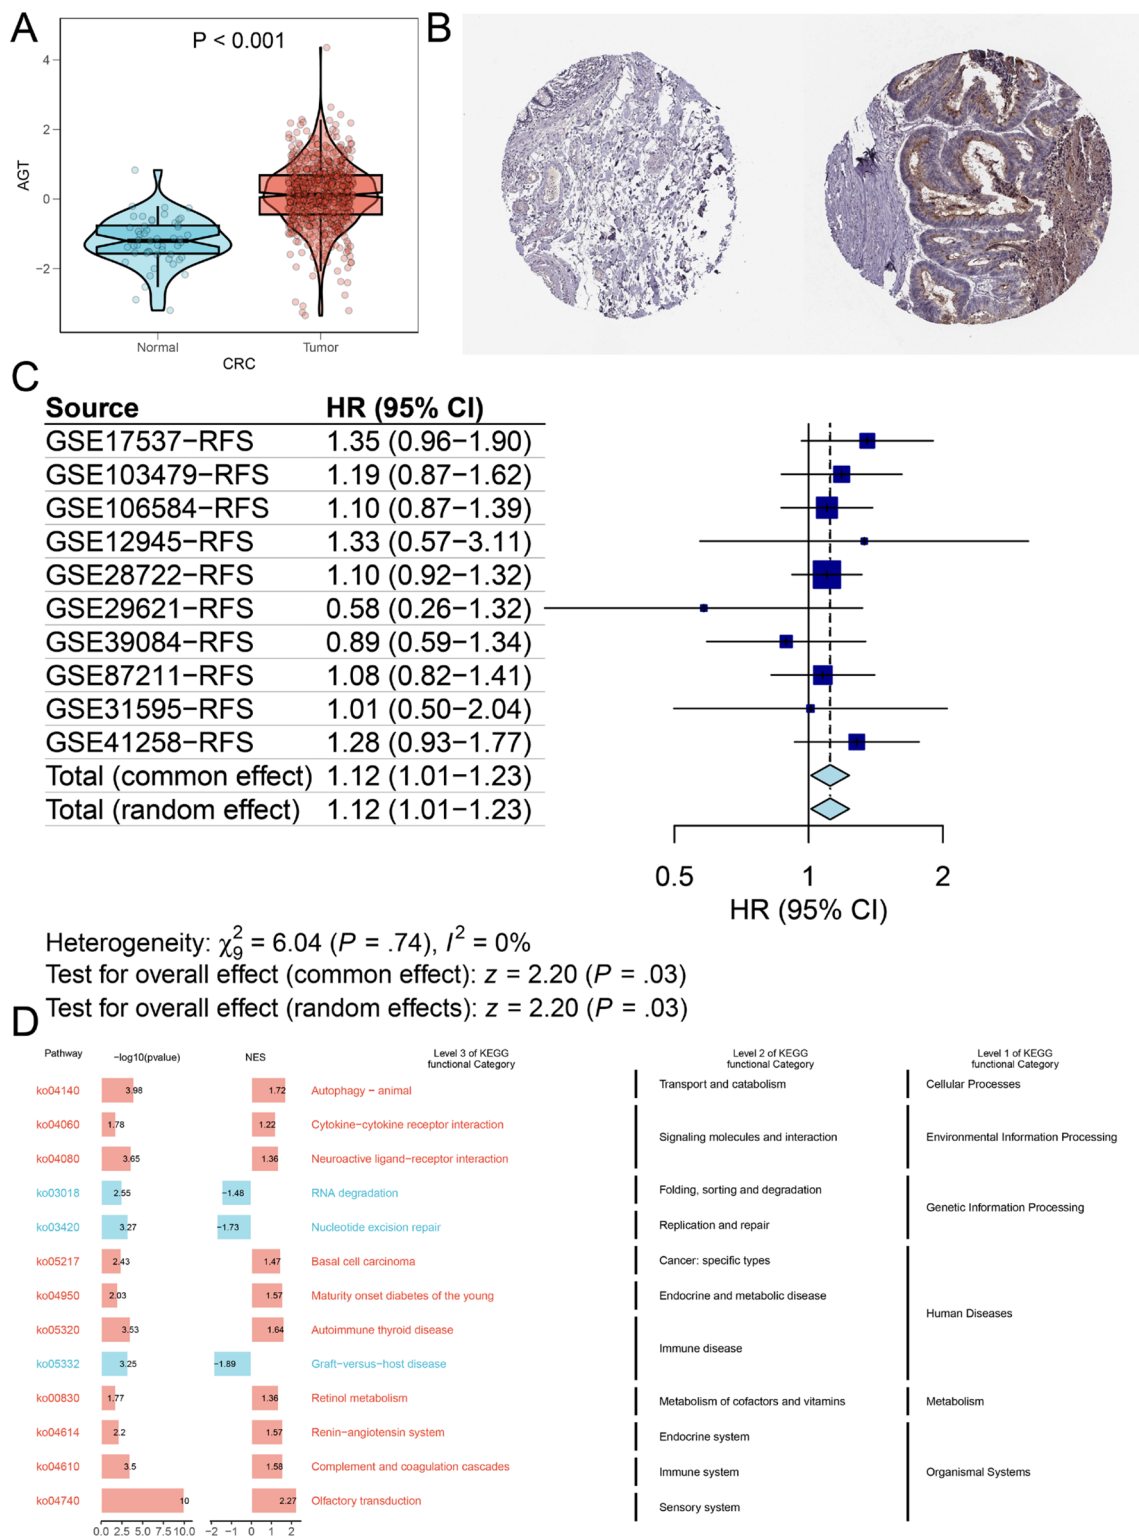 A
B
P < 0.001
4
2
0
−2
AGT
Normal
Tumor
CRC
C
Source HR (95% CI)
GSE17537−RFS 1.35 (0.96−1.90)
GSE103479−RFS 1.19 (0.87−1.62)
GSE106584−RFS 1.10 (0.87−1.39)
GSE12945−RFS 1.33 (0.57−3.11)
GSE28722−RFS 1.10 (0.92−1.32)
GSE29621−RFS 0.58 (0.26−1.32)
GSE39084−RFS 0.89 (0.59−1.34)
GSE87211−RFS 1.08 (0.82−1.41)
GSE31595−RFS 1.01 (0.50−2.04)
GSE41258−RFS 1.28 (0.93−1.77)
Total (common effect) 1.12 (1.01−1.23)
Total (random effect) 1.12 (1.01−1.23)
0.5 1 2
HR (95% CI)
Heterogeneity: χ²₉ = 6.04 (P = .74), I² = 0%
Test for overall effect (common effect): z = 2.20 (P = .03)
Test for overall effect (random effects): z = 2.20 (P = .03)
D
Pathway −log10(pvalue) NES Level 3 of KEGG Level 2 of KEGG Level 1 of KEGG
functional Category functional Category functional Category
ko04140 3.98 1.72 Autophagy − animal Transport and catabolism Cellular Processes
ko04060 1.78 1.22 Cytokine−cytokine receptor interaction
Signaling molecules and interaction Environmental Information Processing
ko04080 3.65 1.36 Neuroactive ligand−receptor interaction
ko03018 2.55 −1.48 RNA degradation Folding, sorting and degradation
Genetic Information Processing
ko03420 3.27 −1.73 Nucleotide excision repair Replication and repair
ko05217 2.43 1.47 Basal cell carcinoma Cancer: specific types
ko04950 2.03 1.57 Maturity onset diabetes of the young Endocrine and metabolic disease
Human Diseases
ko05320 3.53 1.64 Autoimmune thyroid disease
Immune disease
ko05332 3.25 −1.89 Graft−versus−host disease
ko00830 1.77 1.36 Retinol metabolism Metabolism of cofactors and vitamins Metabolism
ko04614 2.2 1.57 Renin−angiotensin system Endocrine system
ko04610 3.5 1.58 Complement and coagulation cascades Immune system Organismal Systems
ko04740 10 2.27 Olfactory transduction Sensory system
0.0 2.5 5.0 7.5 10.0 −2 −1 0 1 2